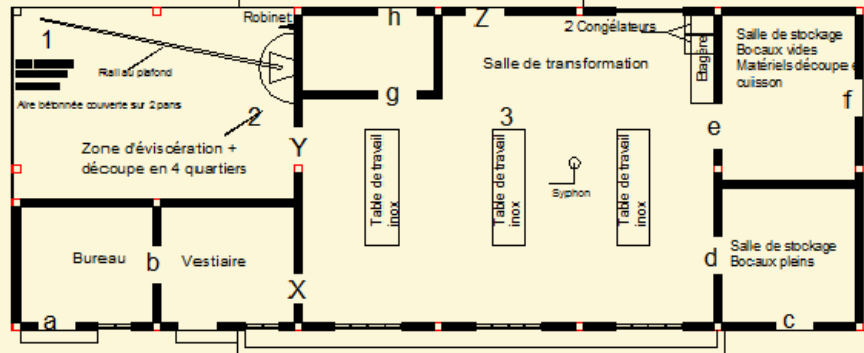 Robinet
h
Z
2 Congélateurs
1
Rail au plafond
Aire bétonnée couverte sur 2 pans
2
Zone d'éviscération +
découpe en 4 quartiers
Y
g
Salle de transformation
3
Etagère
Salle de stockage
Bocaux vides
Matériels découpe e
cuisson
f
e
Table de travail
inox
Table de travail
inox
Table de travail
inox
Syphon
Bureau
b
Vestiaire
X
a
d
Salle de stockage
Bocaux pleins
c